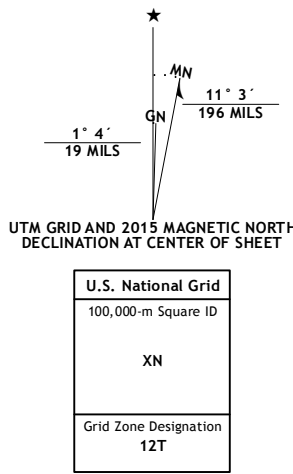 ★
MN
GN
11° 3´
196 MILS
1° 4´
19 MILS
UTM GRID AND 2015 MAGNETIC NORTH
DECLINATION AT CENTER OF SHEET
U.S. National Grid
100,000-m Square ID
XN
Grid Zone Designation
12T